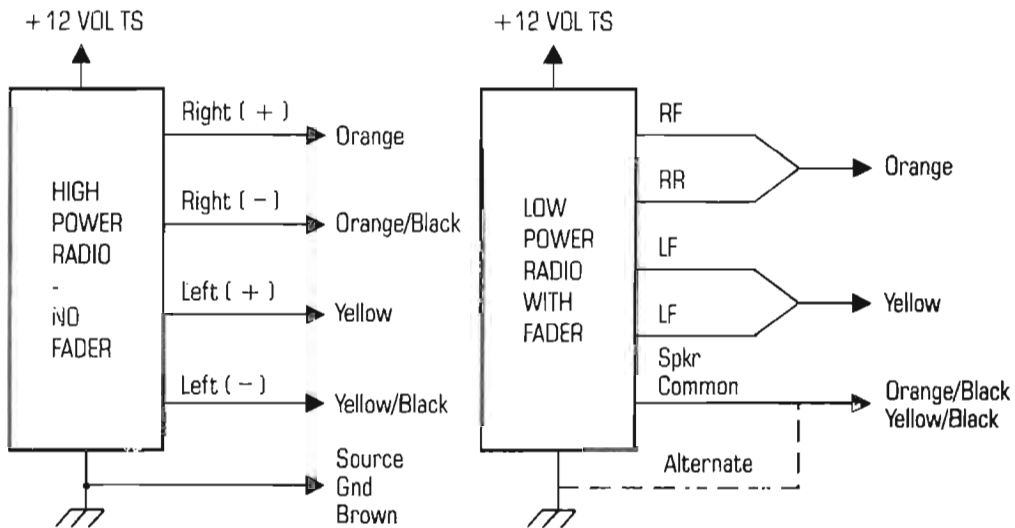 + 12 VOL TS
HIGH
POWER
RADIO
-
NO
FADER
Right ( + )
Orange
Right ( - )
Orange/Black
Left ( + )
Yellow
Left ( - )
Yellow/Black
Source
Gnd
Brown
+ 12 VOL TS
LOW
POWER
RADIO
WITH
FADER
RF
RR
Orange
LF
LF
Yellow
Spkr
Common
Orange/Black
Yellow/Black
Alternate